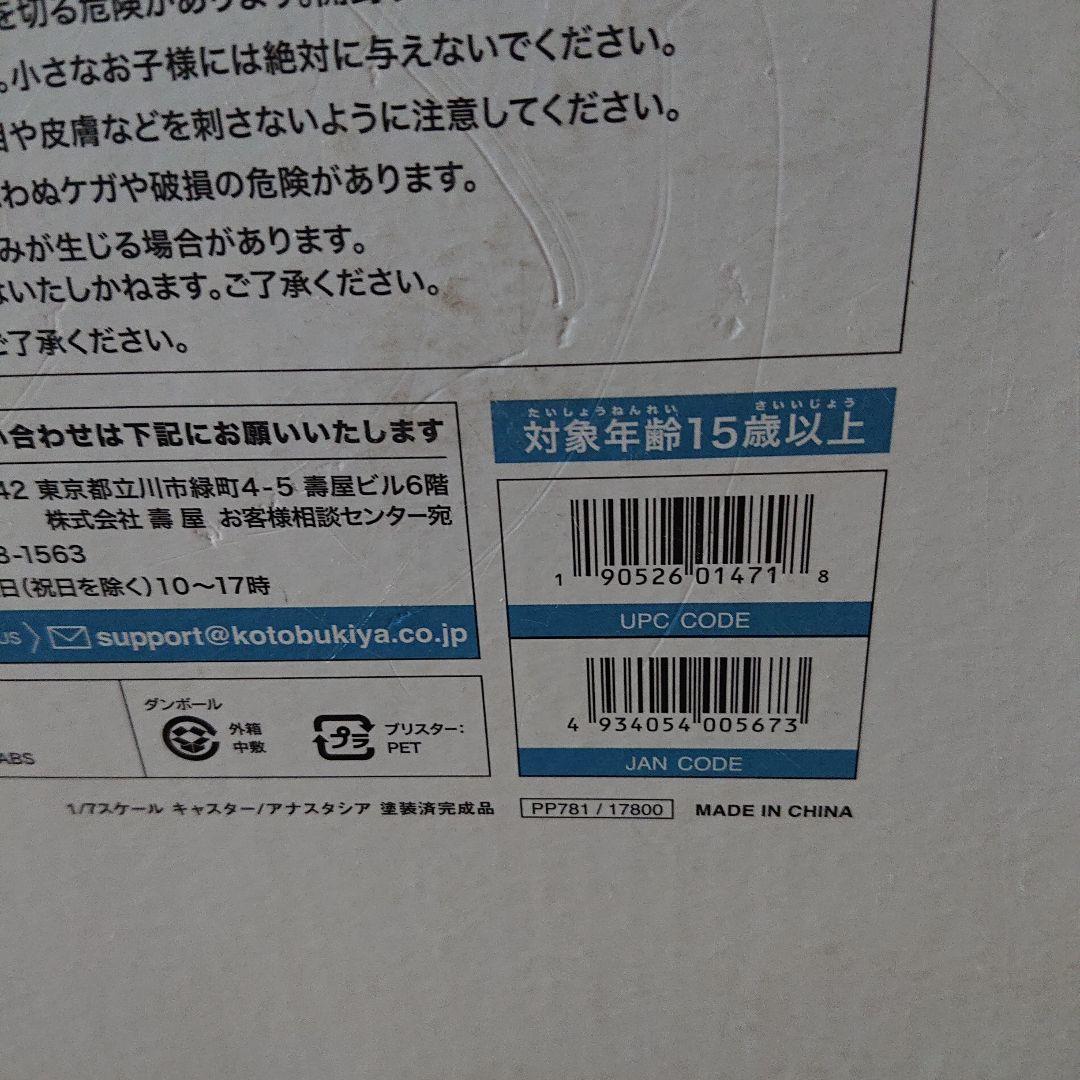 を切る危険があります。
。小さなお子様には絶対に与えないでください。
目や皮膚などを刺さないように注意してください。
わぬケガや破損の危険があります。
みが生じる場合があります。
いたしかねます。ご了承ください。
ご了承ください。
い合わせは下記にお願いいたします
42 東京都立川市緑町4-5 壽屋ビル6階
株式会社 壽屋 お客様相談センター宛
3-1563
日(祝日を除く)10〜17時
US support@kotobukiya.co.jp
たいしょうねんれい さいいじょう
対象年齢15歳以上
1 90526 01471 8
UPC CODE
4 934054 005673
JAN CODE
ABS
ダンボール
外箱
中敷
プラ
ブリスター:
PET
1/7スケール キャスター/アナスタシア 塗装済完成品 PP781 / 17800 MADE IN CHINA